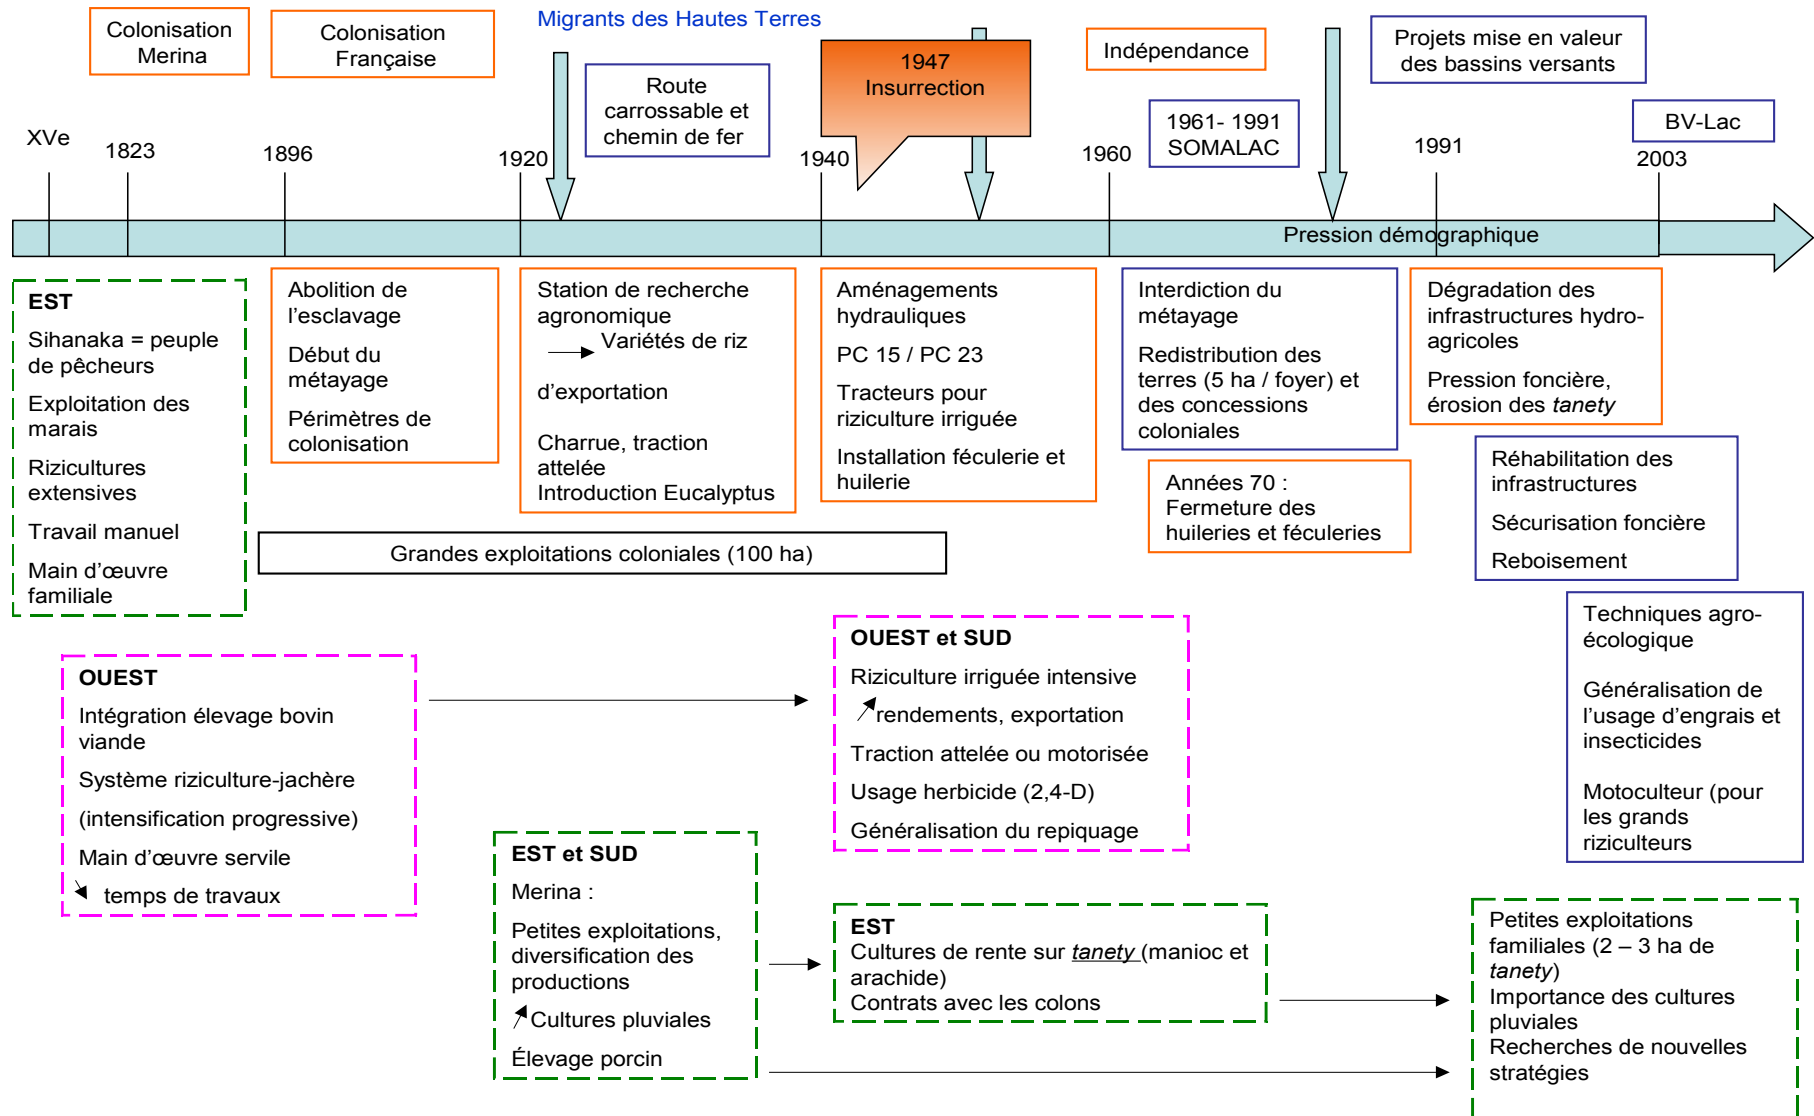 Migrants des Hautes Terres
Colonisation
Merina
Colonisation
Française
Route
carrossable et
chemin de fer
1947
Insurrection
Indépendance
1961- 1991
SOMALAC
Projets mise en valeur
des bassins versants
BV-Lac
XVe
1823
1896
1920
1940
1960
1991
2003
Pression démographique
EST
Sihanaka = peuple
de pêcheurs
Exploitation des
marais
Rizicultures
extensives
Travail manuel
Main d'œuvre
familiale
Abolition de
l'esclavage
Début du
métayage
Périmètres de
colonisation
Station de recherche
agronomique
Variétés de riz
d'exportation
Charrue, traction
attelée
Introduction Eucalyptus
Aménagements
hydrauliques
PC 15 / PC 23
Tracteurs pour
riziculture irriguée
Installation féculerie et
huilerie
Interdiction du
métayage
Redistribution des
terres (5 ha / foyer) et
des concessions
coloniales
Années 70 :
Fermeture des
huileries et féculeries
Dégradation des
infrastructures hydro-
agricoles
Pression foncière,
érosion des tanety
Réhabilitation des
infrastructures
Sécurisation foncière
Reboisement
Techniques agro-
écologique
Généralisation de
l'usage d'engrais et
insecticides
Motoculteur (pour
les grands
riziculteurs
Grandes exploitations coloniales (100 ha)
OUEST
Intégration élevage bovin
viande
Système riziculture-jachère
(intensification progressive)
Main d'œuvre servile
temps de travaux
OUEST et SUD
Riziculture irriguée intensive
rendements, exportation
Traction attelée ou motorisée
Usage herbicide (2,4-D)
Généralisation du repiquage
EST et SUD
Merina :
Petites exploitations,
diversification des
productions
Cultures pluviales
Élevage porcin
EST
Cultures de rente sur tanety (manioc et
arachide)
Contrats avec les colons
Petites exploitations
familiales (2 – 3 ha de
tanety)
Importance des cultures
pluviales
Recherches de nouvelles
stratégies